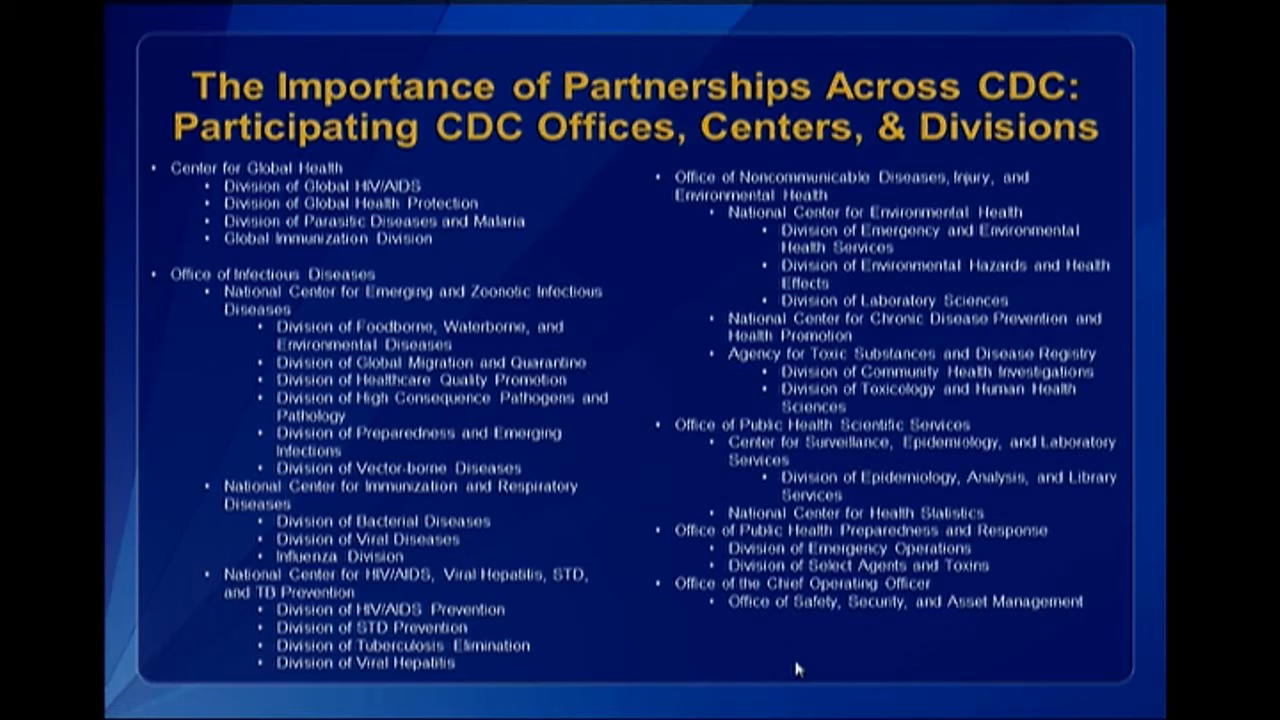 The Importance of Partnerships Across CDC:
Participating CDC Offices, Centers, & Divisions
• Center for Global Health
• Division of Global HIV/AIDS
• Division of Global Health Protection
• Division of Parasitic Diseases and Malaria
• Global Immunization Division
• Office of Infectious Diseases
• National Center for Emerging and Zoonotic Infectious
Diseases
• Division of Foodborne, Waterborne, and
Environmental Diseases
• Division of Global Migration and Quarantine
• Division of Healthcare Quality Promotion
• Division of High Consequence Pathogens and
Pathology
• Division of Preparedness and Emerging
Infections
• Division of Vector-borne Diseases
• National Center for Immunization and Respiratory
Diseases
• Division of Bacterial Diseases
• Division of Viral Diseases
• Influenza Division
• National Center for HIV/AIDS, Viral Hepatitis, STD,
and TB Prevention
• Division of HIV/AIDS Prevention
• Division of STD Prevention
• Division of Tuberculosis Elimination
• Division of Viral Hepatitis
• Office of Noncommunicable Diseases, Injury, and
Environmental Health
• National Center for Environmental Health
• Division of Emergency and Environmental
Health Services
• Division of Environmental Hazards and Health
Effects
• Division of Laboratory Sciences
• National Center for Chronic Disease Prevention and
Health Promotion
• Agency for Toxic Substances and Disease Registry
• Division of Community Health Investigations
• Division of Toxicology and Human Health
Sciences
• Office of Public Health Scientific Services
• Center for Surveillance, Epidemiology, and Laboratory
Services
• Division of Epidemiology, Analysis, and Library
Services
• National Center for Health Statistics
• Office of Public Health Preparedness and Response
• Division of Emergency Operations
• Division of Select Agents and Toxins
• Office of the Chief Operating Officer
• Office of Safety, Security, and Asset Management